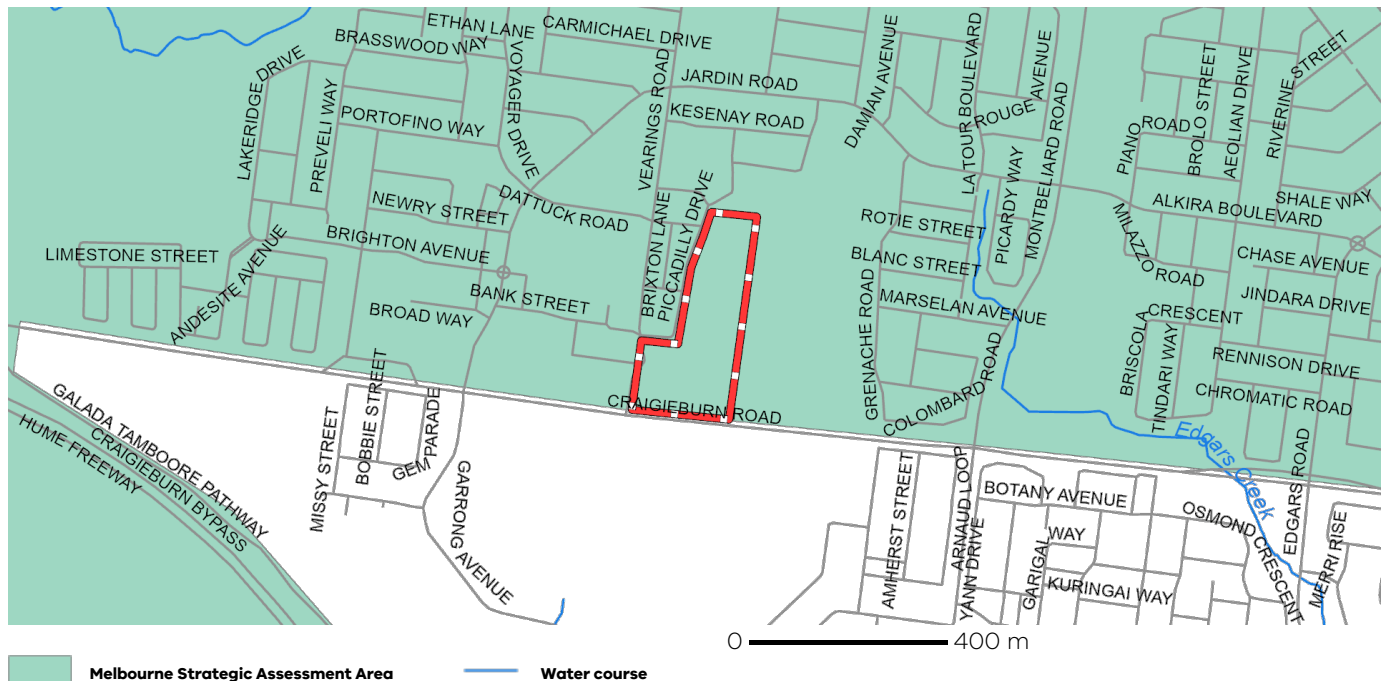 ETHAN LANE
CARMICHAEL DRIVE
BRASSWOOD WAY
VOYAGER DRIVE
LAKERIDGE DRIVE
PREVELI WAY
PORTOFINO WAY
VEARINGS ROAD
JARDIN ROAD
KESENAY ROAD
DAMIAN AVENUE
LA TOUR BOULEVARD
ROUGE AVENUE
MONTBELIARD ROAD
PICARDY WAY
PIANO ROAD
BROLO STREET
AEOLIAN DRIVE
RIVERINE STREET
SHALE WAY
ALKIRA BOULEVARD
MILAZZO ROAD
CHASE AVENUE
JINDARA DRIVE
NEWRY STREET
DATTUCK ROAD
BRIGHTON AVENUE
LIMESTONE STREET
ANDESITE AVENUE
BANK STREET
BROAD WAY
BRIXTON LANE
PICCADILLY DRIVE
ROTIE STREET
BLANC STREET
MARSELAN AVENUE
GRENACHE ROAD
COLOMBARD ROAD
BRISCOLA CRESCENT
TINDARI WAY
RENNISON DRIVE
CHROMATIC ROAD
CRAIGIEBURN ROAD
Edgars Creek
EDGARS ROAD
GALADA TAMBOORE PATHWAY
CRAIGIEBURN BYPASS
HUME FREEWAY
MISSY STREET
BOBBIE STREET
GEM PARADE
GARRONG AVENUE
AMHERST STREET
ARNAUD LOOP
YANN DRIVE
BOTANY AVENUE
GARIGAL WAY
KURINGAI WAY
OSMOND CRESCENT
MERRI RISE
0 400 m
Melbourne Strategic Assessment Area
Water course